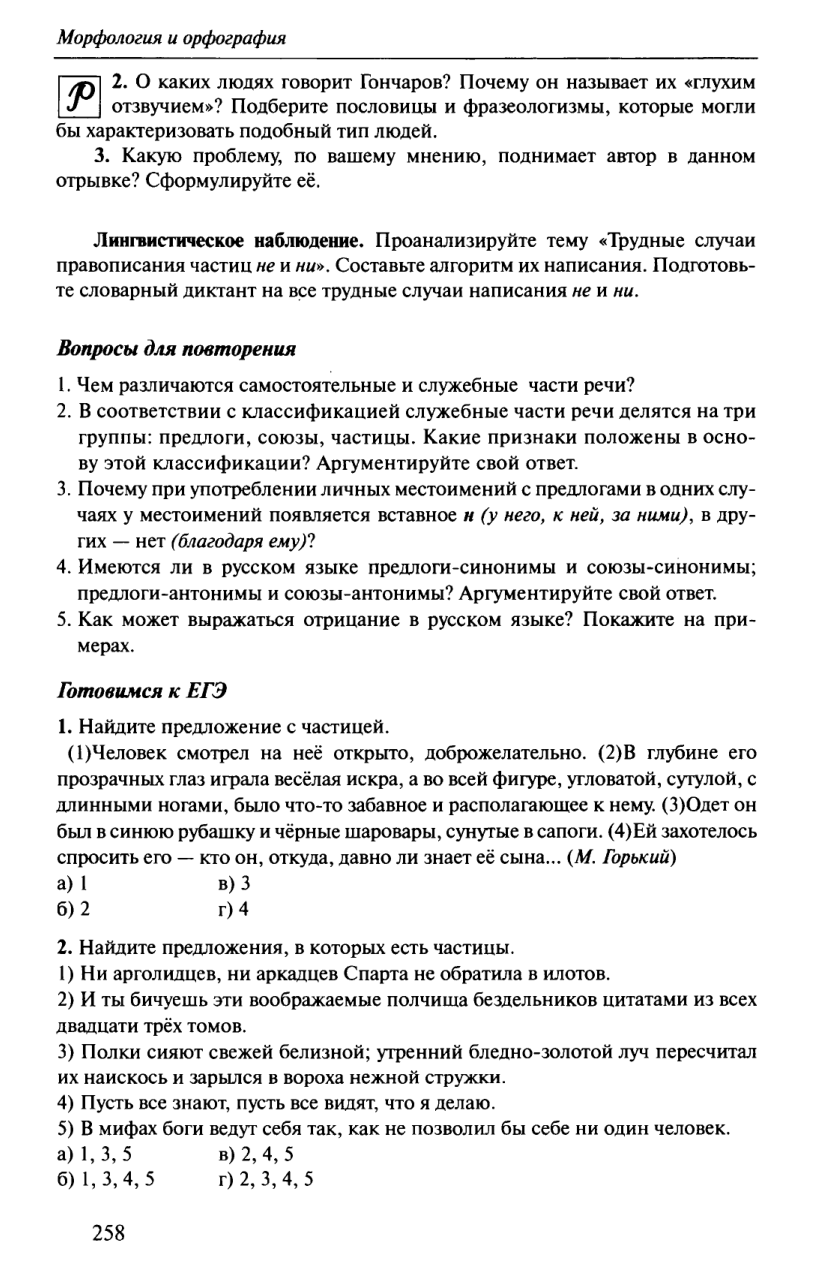 Морфология и орфография
Р
2. О каких людях говорит Гончаров? Почему он называет их «глухим
отзвучием»? Подберите пословицы и фразеологизмы, которые могли
бы характеризовать подобный тип людей.
3. Какую проблему, по вашему мнению, поднимает автор в данном
отрывке? Сформулируйте её.
Лингвистическое наблюдение. Проанализируйте тему «Трудные случаи
правописания частиц не и ни». Составьте алгоритм их написания. Подготовь-
те словарный диктант на все трудные случаи написания не и ни.
Вопросы для повторения
1. Чем различаются самостоятельные и служебные части речи?
2. В соответствии с классификацией служебные части речи делятся на три
группы: предлоги, союзы, частицы. Какие признаки положены в осно-
ву этой классификации? Аргументируйте свой ответ.
3. Почему при употреблении личных местоимений с предлогами в одних слу-
чаях у местоимений появляется вставное н (у него, к ней, за ними), в дру-
гих — нет (благодаря ему)?
4. Имеются ли в русском языке предлоги-синонимы и союзы-синонимы;
предлоги-антонимы и союзы-антонимы? Аргументируйте свой ответ.
5. Как может выражаться отрицание в русском языке? Покажите на при-
мерах.
Готовимся к ЕГЭ
1. Найдите предложение с частицей.
(1)Человек смотрел на неё открыто, доброжелательно. (2)В глубине его
прозрачных глаз играла весёлая искра, а во всей фигуре, угловатой, сутулой, с
длинными ногами, было что-то забавное и располагающее к нему. (3)Одет он
был в синюю рубашку и чёрные шаровары, сунутые в сапоги. (4)Ей захотелось
спросить его — кто он, откуда, давно ли знает её сына... (М. Горький)
а) 1 в) 3
б) 2 г) 4
2. Найдите предложения, в которых есть частицы.
1) Ни арголидцев, ни аркадцев Спарта не обратила в илотов.
2) И ты бичуешь эти воображаемые полчища бездельников цитатами из всех
двадцати трёх томов.
3) Полки сияют свежей белизной; утренний бледно-золотой луч пересчитал
их наискось и зарылся в вороха нежной стружки.
4) Пусть все знают, пусть все видят, что я делаю.
5) В мифах боги ведут себя так, как не позволил бы себе ни один человек.
а) 1, 3, 5 в) 2, 4, 5
б) 1, 3, 4, 5 г) 2, 3, 4, 5
258